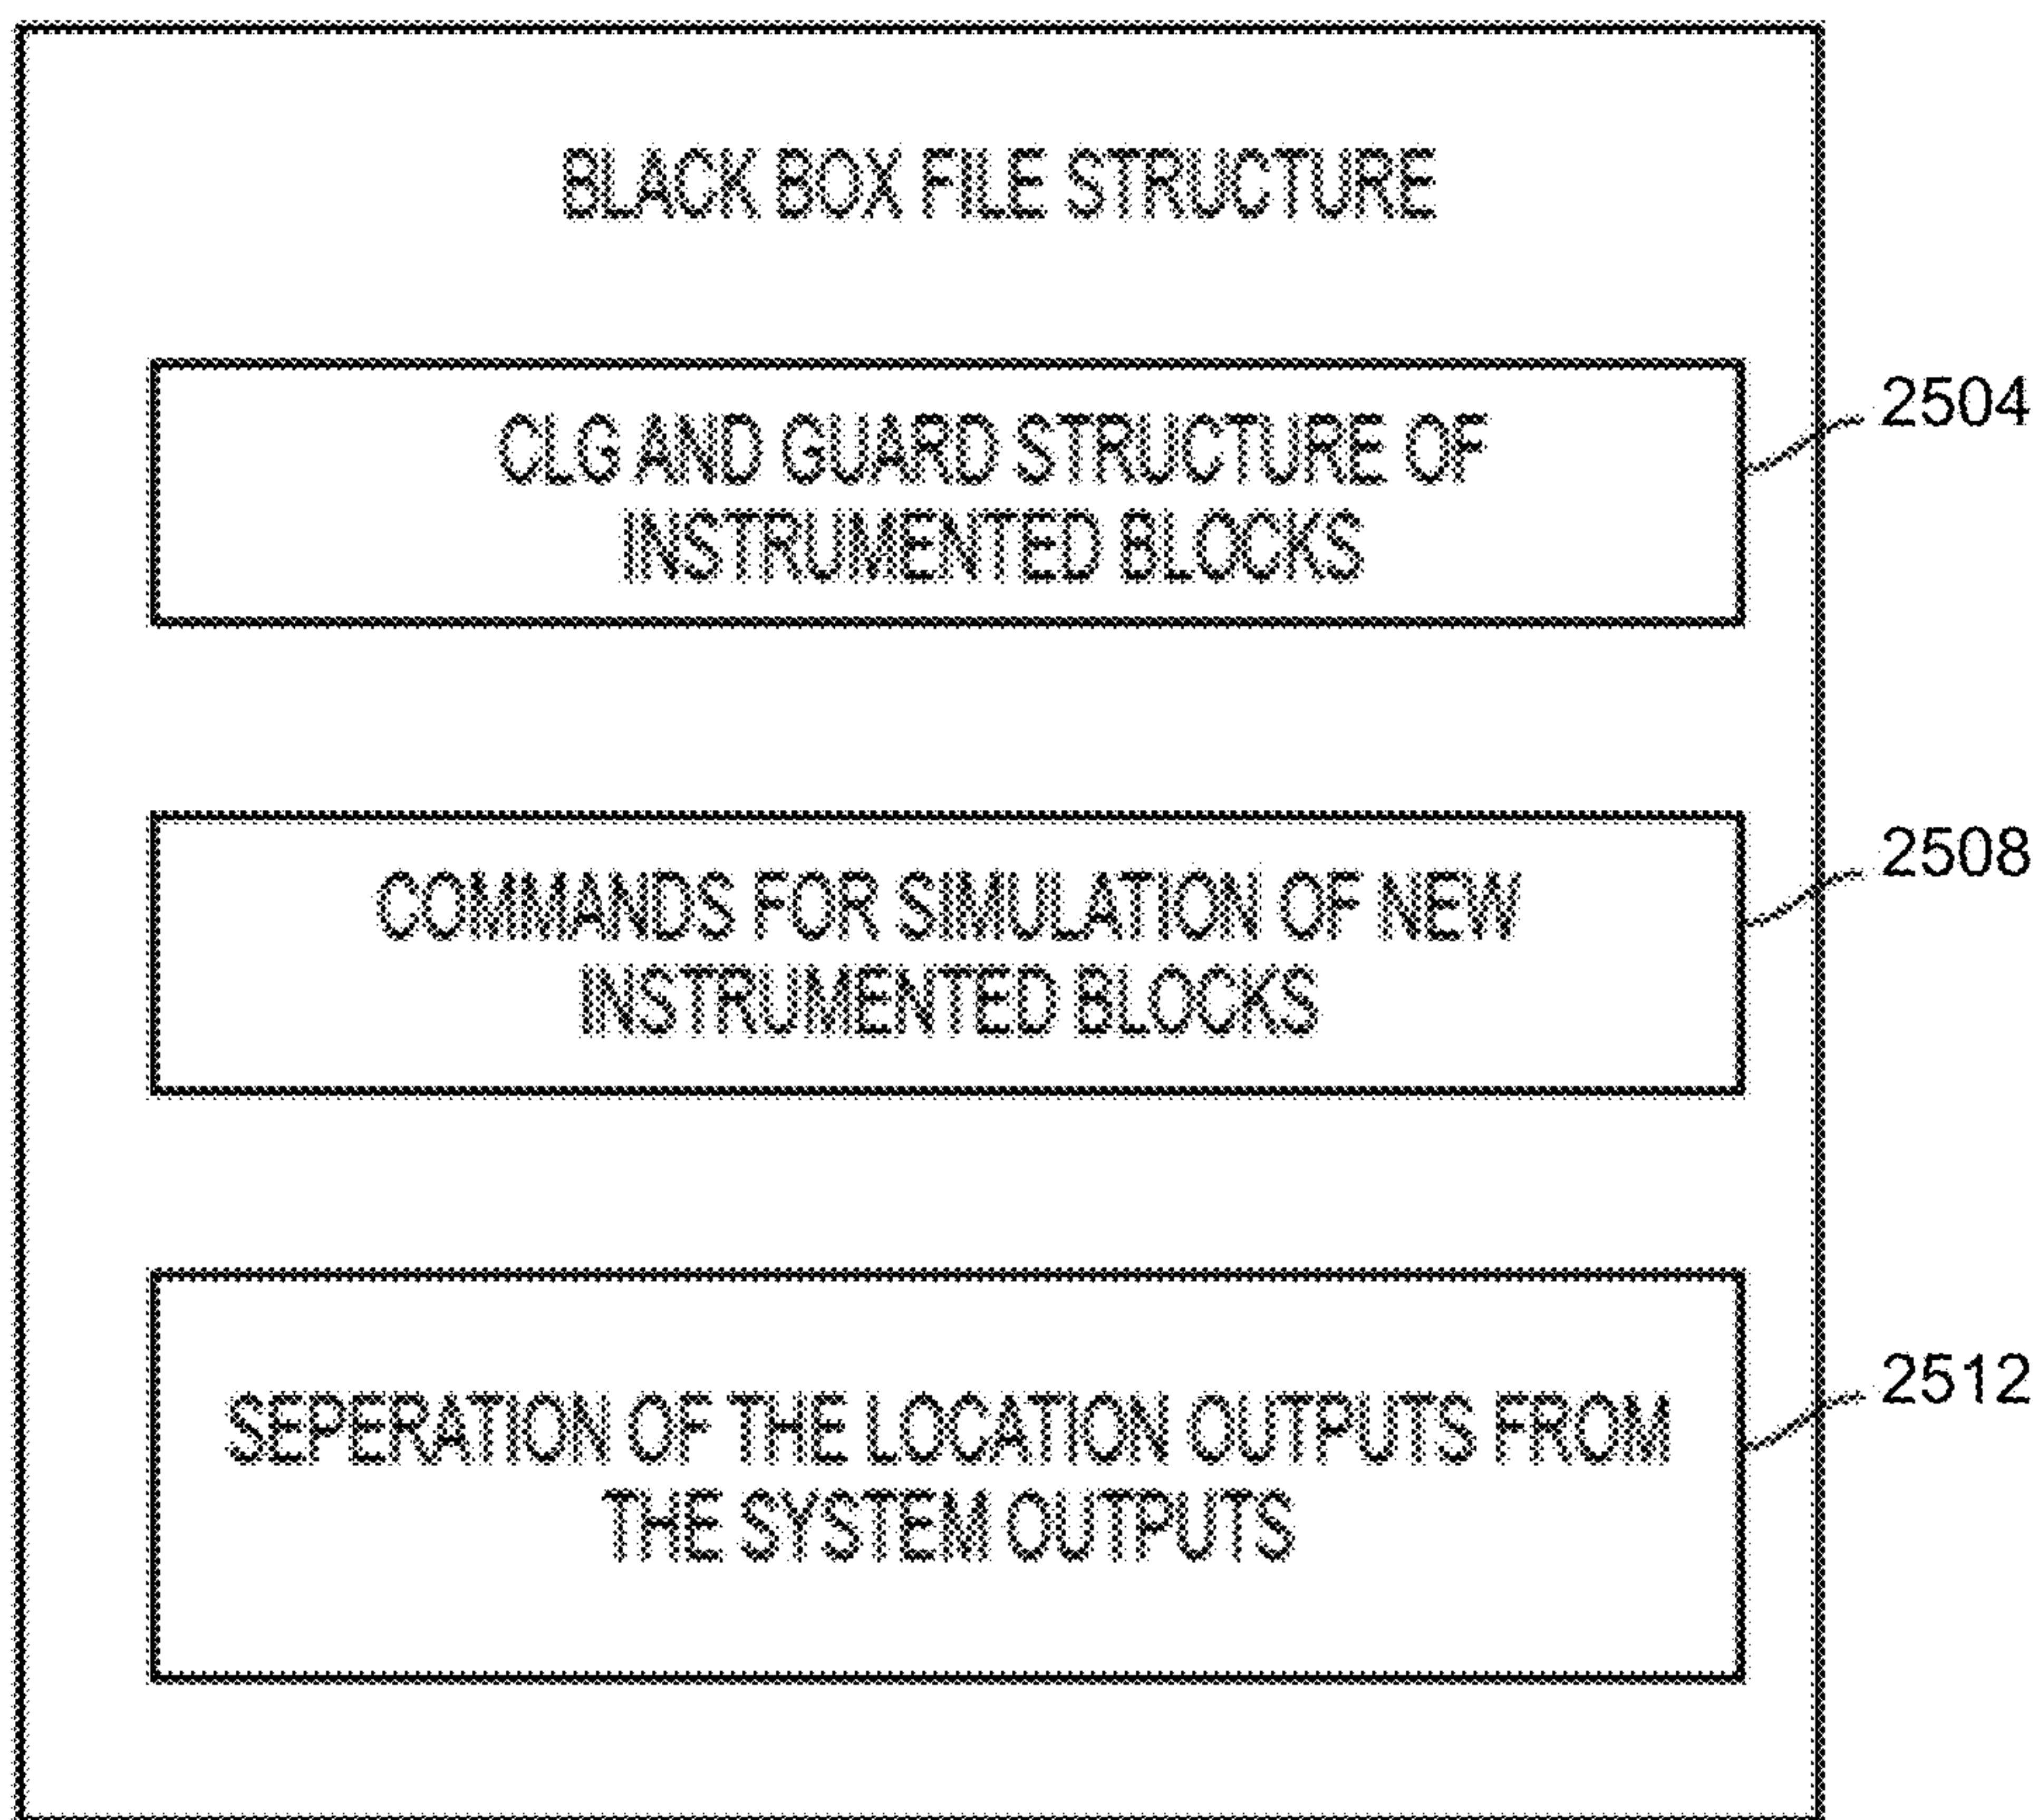 BLACK BOX FILE STRUCTURE
CLG AND GUARD STRUCTURE OF
INSTRUMENTED BLOCKS
2504
COMMANDS FOR SIMULATION OF NEW
INSTRUMENTED BLOCKS
2508
SEPERATION OF THE LOCATION OUTPUTS FROM
THE SYSTEM OUTPUTS
2512